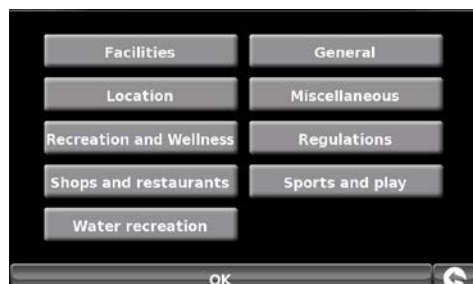 Facilities
General
Location
Miscellaneous
Recreation and Wellness
Regulations
Shops and restaurants
Sports and play
Water recreation
OK